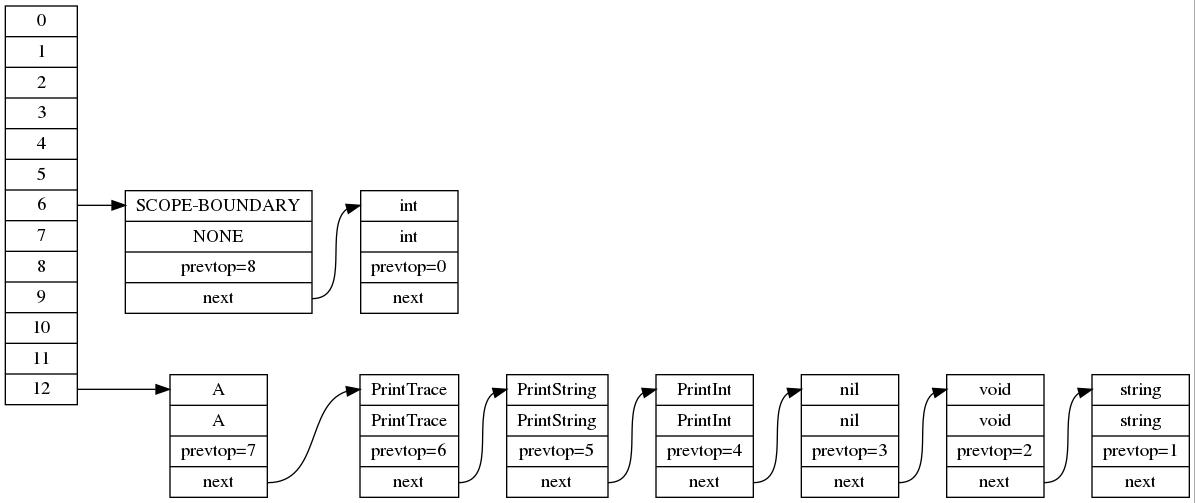 0
1
2
3
4
5
6
7
8
9
10
11
12
SCOPE-BOUNDARY
NONE
prevtop=8
next
int
int
prevtop=0
next
A
A
prevtop=7
next
PrintTrace
PrintTrace
prevtop=6
next
PrintString
PrintString
prevtop=5
next
PrintInt
PrintInt
prevtop=4
next
nil
nil
prevtop=3
next
void
void
prevtop=2
next
string
string
prevtop=1
next